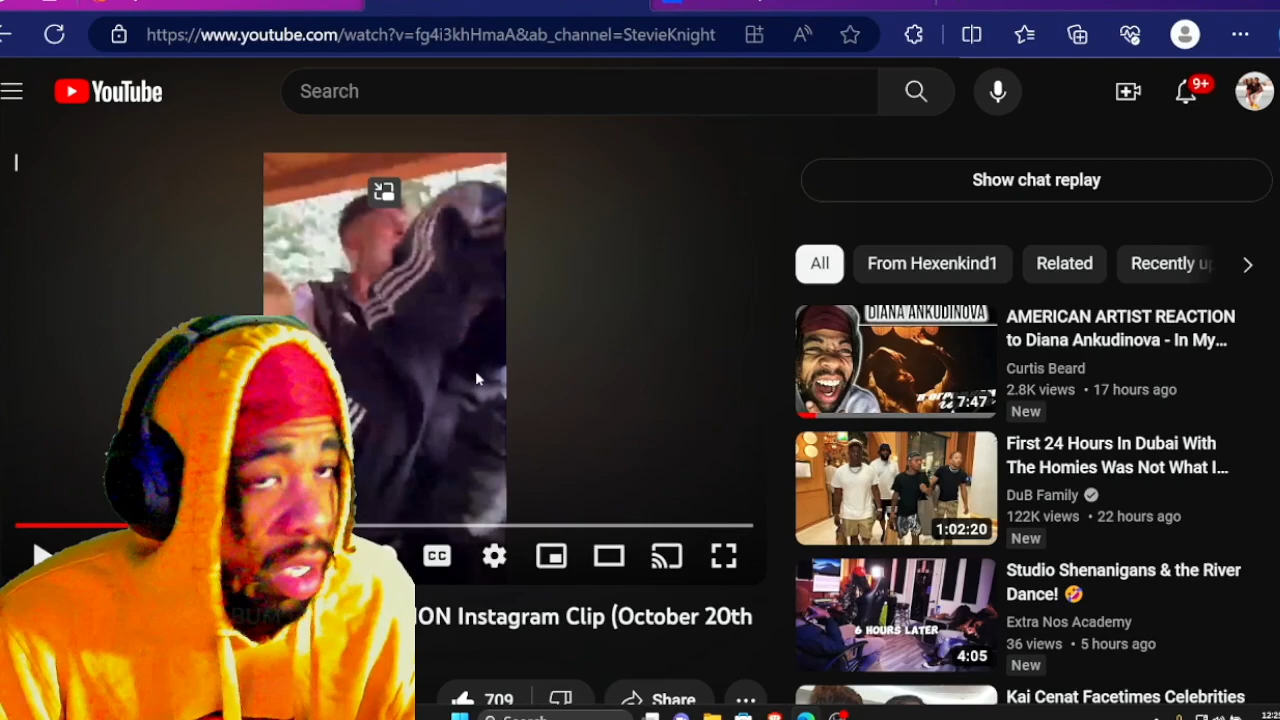 https://www.youtube.com/watch?v=fg4i3khHmaA&ab_channel=StevieKnight
YouTube
Search
9+
Show chat replay
All
From Hexenkind1
Related
Recently
DIANA ANKUDINOVA
7:47
AMERICAN ARTIST REACTION
to Diana Ankudinova - In My...
Curtis Beard
2.8K views • 17 hours ago
New
1:02:20
First 24 Hours In Dubai With
The Homies Was Not What I...
DuB Family
122K views • 22 hours ago
New
6 HOURS LATER
4:05
Studio Shenanigans & the River
Dance! 🤣
Extra Nos Academy
36 views • 5 hours ago
New
Kai Cenat Facetimes Celebrities
CC
ION Instagram Clip (October 20th
709
Share
Search